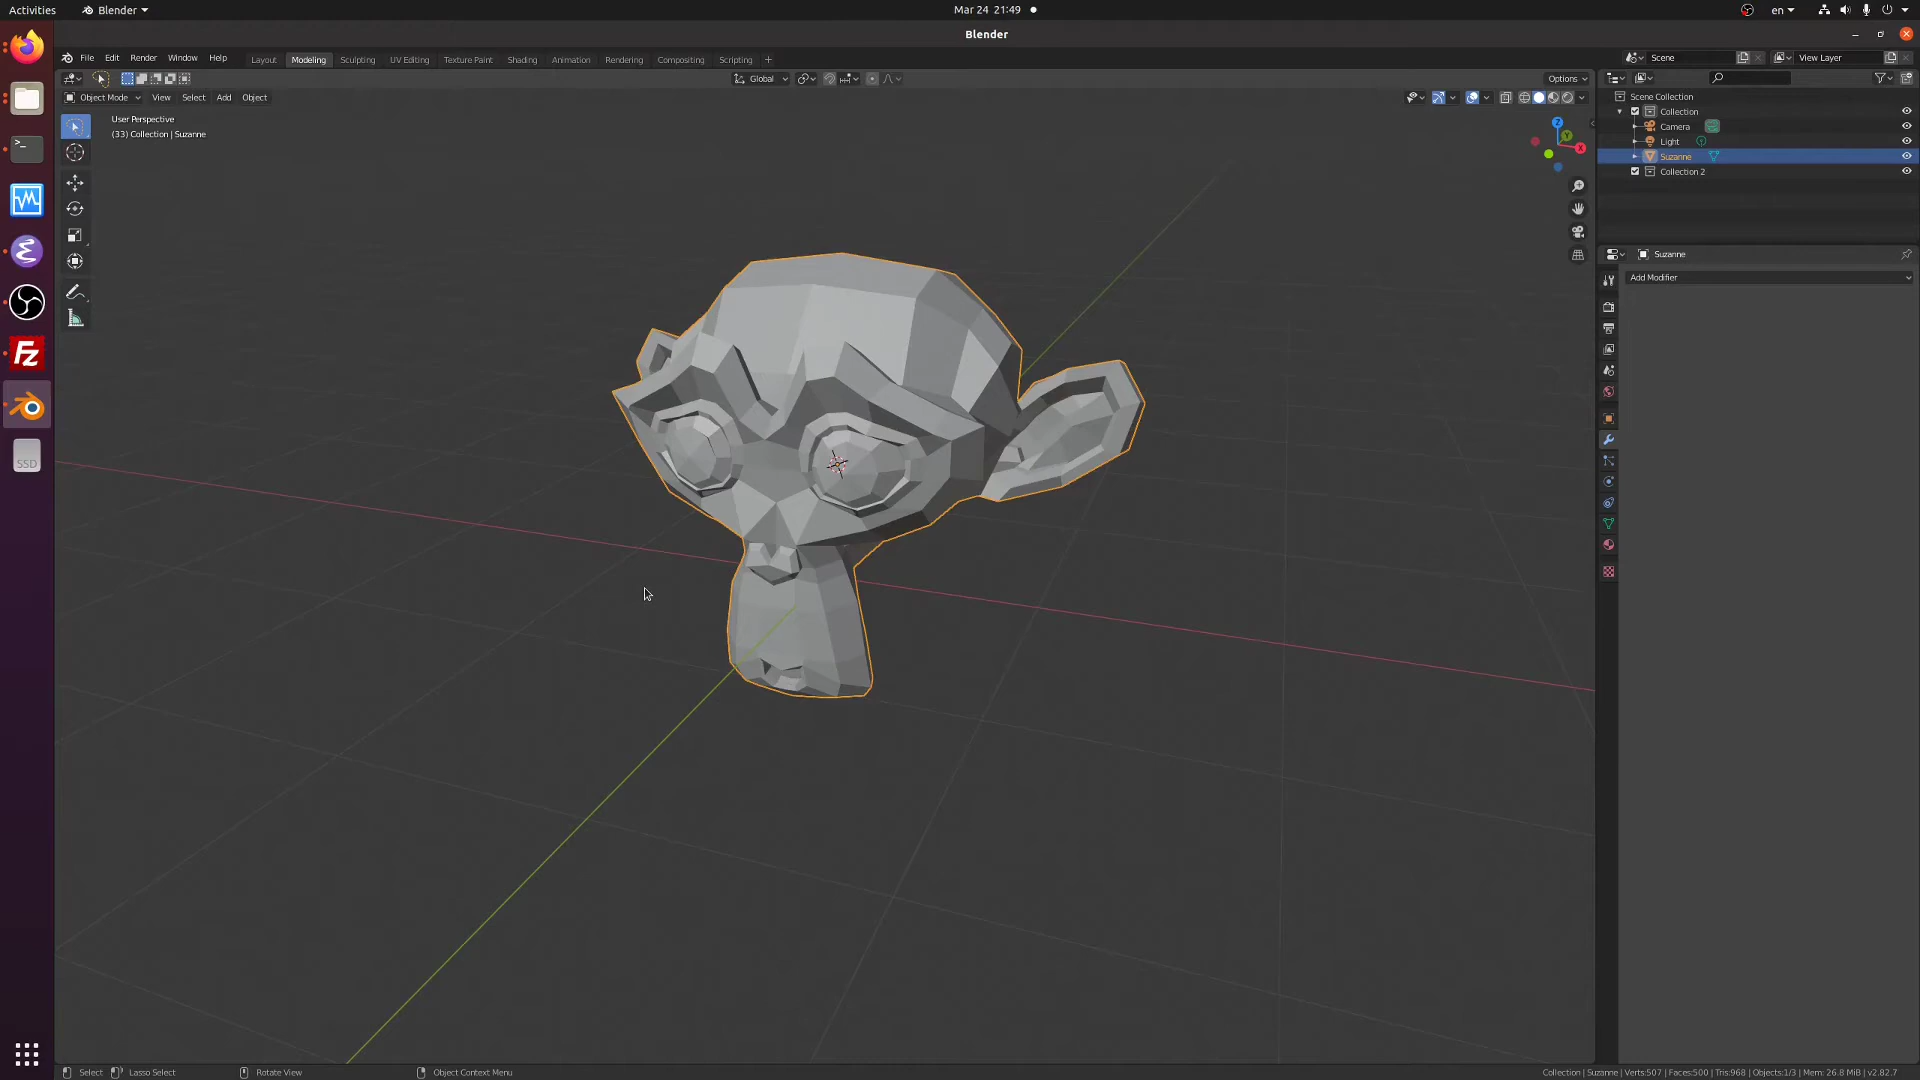 Activities Blender Mar 24 21:49 en
Blender
File Edit Render Window Help Layout Modeling Sculpting UV Editing Texture Paint Shading Animation Rendering Compositing Scripting + Scene View Layer
Global Options
Object Mode View Select Add Object
Scene Collection
Collection
Camera
Light
Suzanne
Collection 2
User Perspective
(33) Collection | Suzanne
Z
Y
X
Suzanne
Add Modifier
>_
Fz
SSD
Select Lasso Select Rotate View Object Context Menu Collection | Suzanne | Verts:507 | Faces:500 | Tris:968 | Objects:1/3 | Mem: 26.8 MiB | v2.82.7